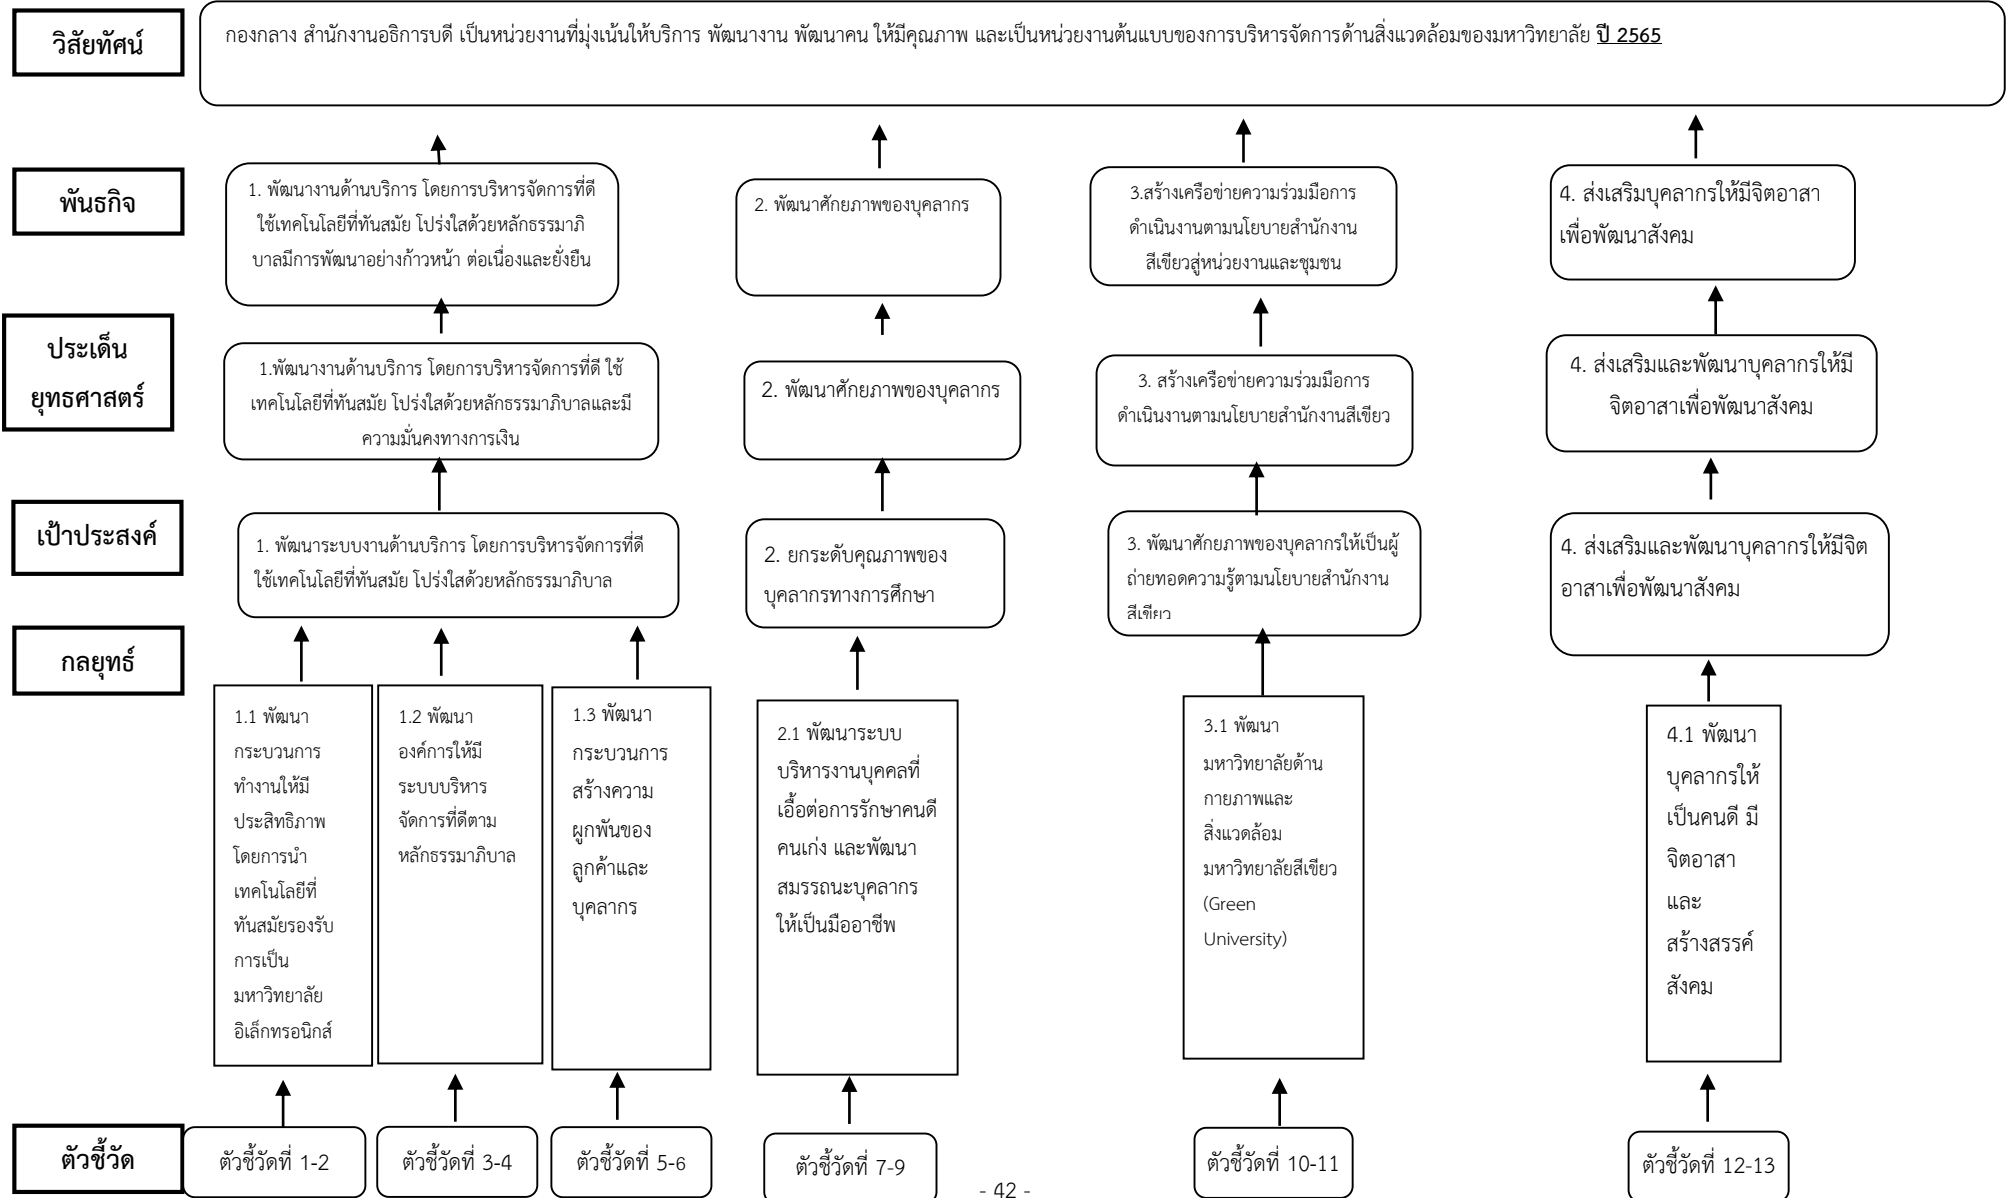 วิสัยทัศน์
กองกลาง สำนักงานอธิการบดี เป็นหน่วยงานที่มุ่งเน้นให้บริการ พัฒนางาน พัฒนาคน ให้มีคุณภาพ และเป็นหน่วยงานต้นแบบของการบริหารจัดการด้านสิ่งแวดล้อมของมหาวิทยาลัย ปี 2565
พันธกิจ
1. พัฒนางานด้านบริการ โดยการบริหารจัดการที่ดี
ใช้เทคโนโลยีที่ทันสมัย โปร่งใสด้วยหลักธรรมาภิ
บาลมีการพัฒนาอย่างก้าวหน้า ต่อเนื่องและยั่งยืน
2. พัฒนาศักยภาพของบุคลากร
3.สร้างเครือข่ายความร่วมมือการ
ดำเนินงานตามนโยบายสำนักงาน
สีเขียวสู่หน่วยงานและชุมชน
4. ส่งเสริมบุคลากรให้มีจิตอาสา
เพื่อพัฒนาสังคม
ประเด็น
ยุทธศาสตร์
1.พัฒนางานด้านบริการ โดยการบริหารจัดการที่ดี ใช้
เทคโนโลยีที่ทันสมัย โปร่งใสด้วยหลักธรรมาภิบาลและมี
ความมั่นคงทางการเงิน
2. พัฒนาศักยภาพของบุคลากร
3. สร้างเครือข่ายความร่วมมือการ
ดำเนินงานตามนโยบายสำนักงานสีเขียว
4. ส่งเสริมและพัฒนาบุคลากรให้มี
จิตอาสาเพื่อพัฒนาสังคม
เป้าประสงค์
1. พัฒนาระบบงานด้านบริการ โดยการบริหารจัดการที่ดี
ใช้เทคโนโลยีที่ทันสมัย โปร่งใสด้วยหลักธรรมาภิบาล
2. ยกระดับคุณภาพของ
บุคลากรทางการศึกษา
3. พัฒนาศักยภาพของบุคลากรให้เป็นผู้
ถ่ายทอดความรู้ตามนโยบายสำนักงาน
สีเขียว
4. ส่งเสริมและพัฒนาบุคลากรให้มีจิต
อาสาเพื่อพัฒนาสังคม
กลยุทธ์
1.1 พัฒนา
กระบวนการ
ทำงานให้มี
ประสิทธิภาพ
โดยการนำ
เทคโนโลยีที่
ทันสมัยรองรับ
การเป็น
มหาวิทยาลัย
อิเล็กทรอนิกส์
1.2 พัฒนา
องค์การให้มี
ระบบบริหาร
จัดการที่ดีตาม
หลักธรรมาภิบาล
1.3 พัฒนา
กระบวนการ
สร้างความ
ผูกพันของ
ลูกค้าและ
บุคลากร
2.1 พัฒนาระบบ
บริหารงานบุคคลที่
เอื้อต่อการรักษาคนดี
คนเก่ง และพัฒนา
สมรรถนะบุคลากร
ให้เป็นมืออาชีพ
3.1 พัฒนา
มหาวิทยาลัยด้าน
กายภาพและ
สิ่งแวดล้อม
มหาวิทยาลัยสีเขียว
(Green
University)
4.1 พัฒนา
บุคลากรให้
เป็นคนดี มี
จิตอาสา
และ
สร้างสรรค์
สังคม
ตัวชี้วัด
ตัวชี้วัดที่ 1-2
ตัวชี้วัดที่ 3-4
ตัวชี้วัดที่ 5-6
ตัวชี้วัดที่ 7-9
ตัวชี้วัดที่ 10-11
ตัวชี้วัดที่ 12-13
- 42 -